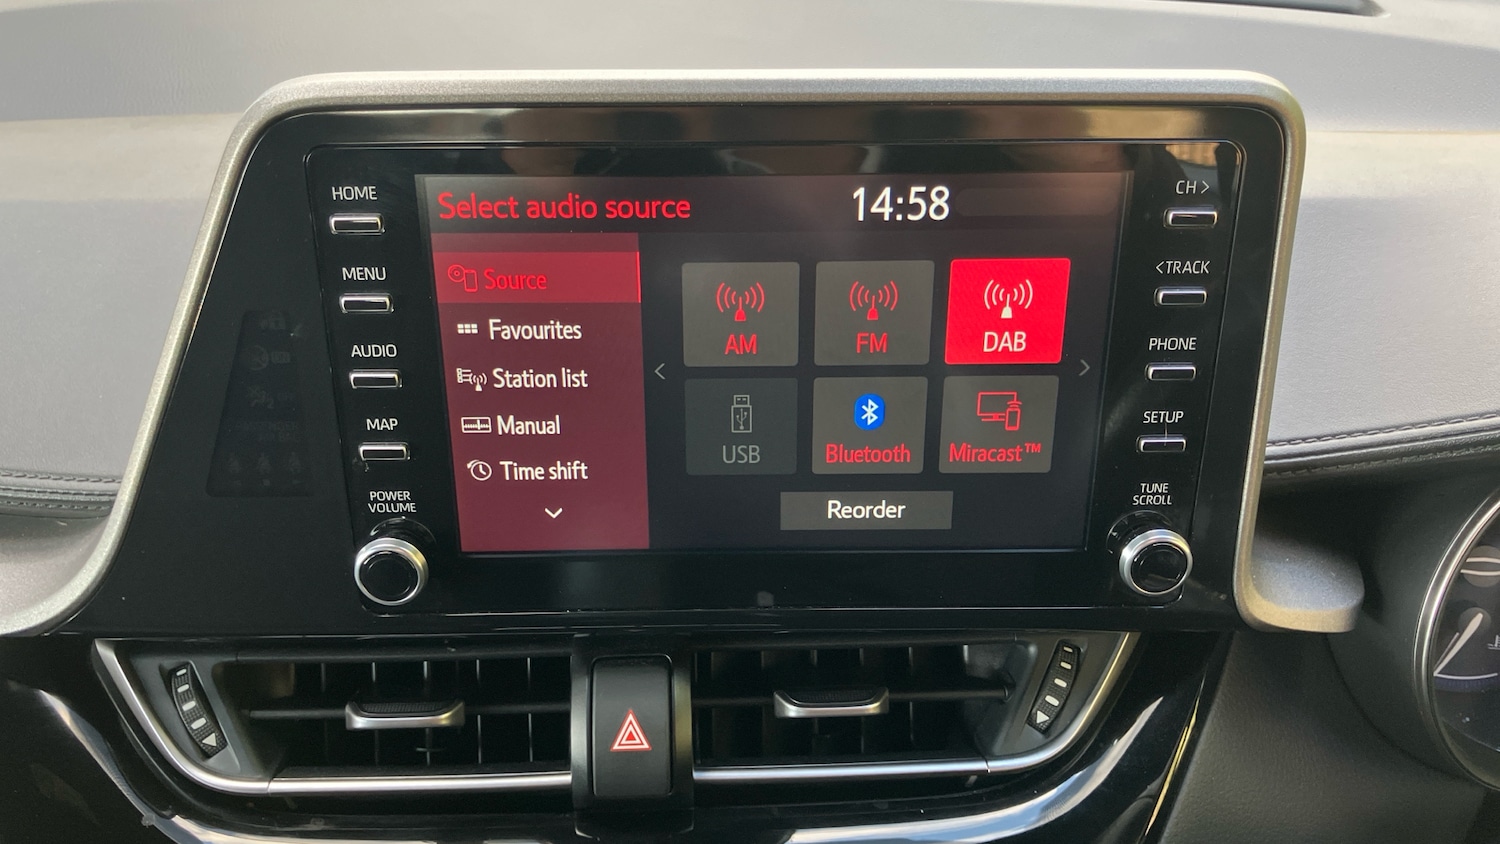 HOME
MENU
AUDIO
MAP
POWER
VOLUME
Select audio source
14:58
Source
Favourites
Station list
Manual
Time shift
<
AM
FM
DAB
>
USB
Bluetooth
Miracast™
Reorder
CH >
<TRACK
PHONE
SETUP
TUNE
SCROLL